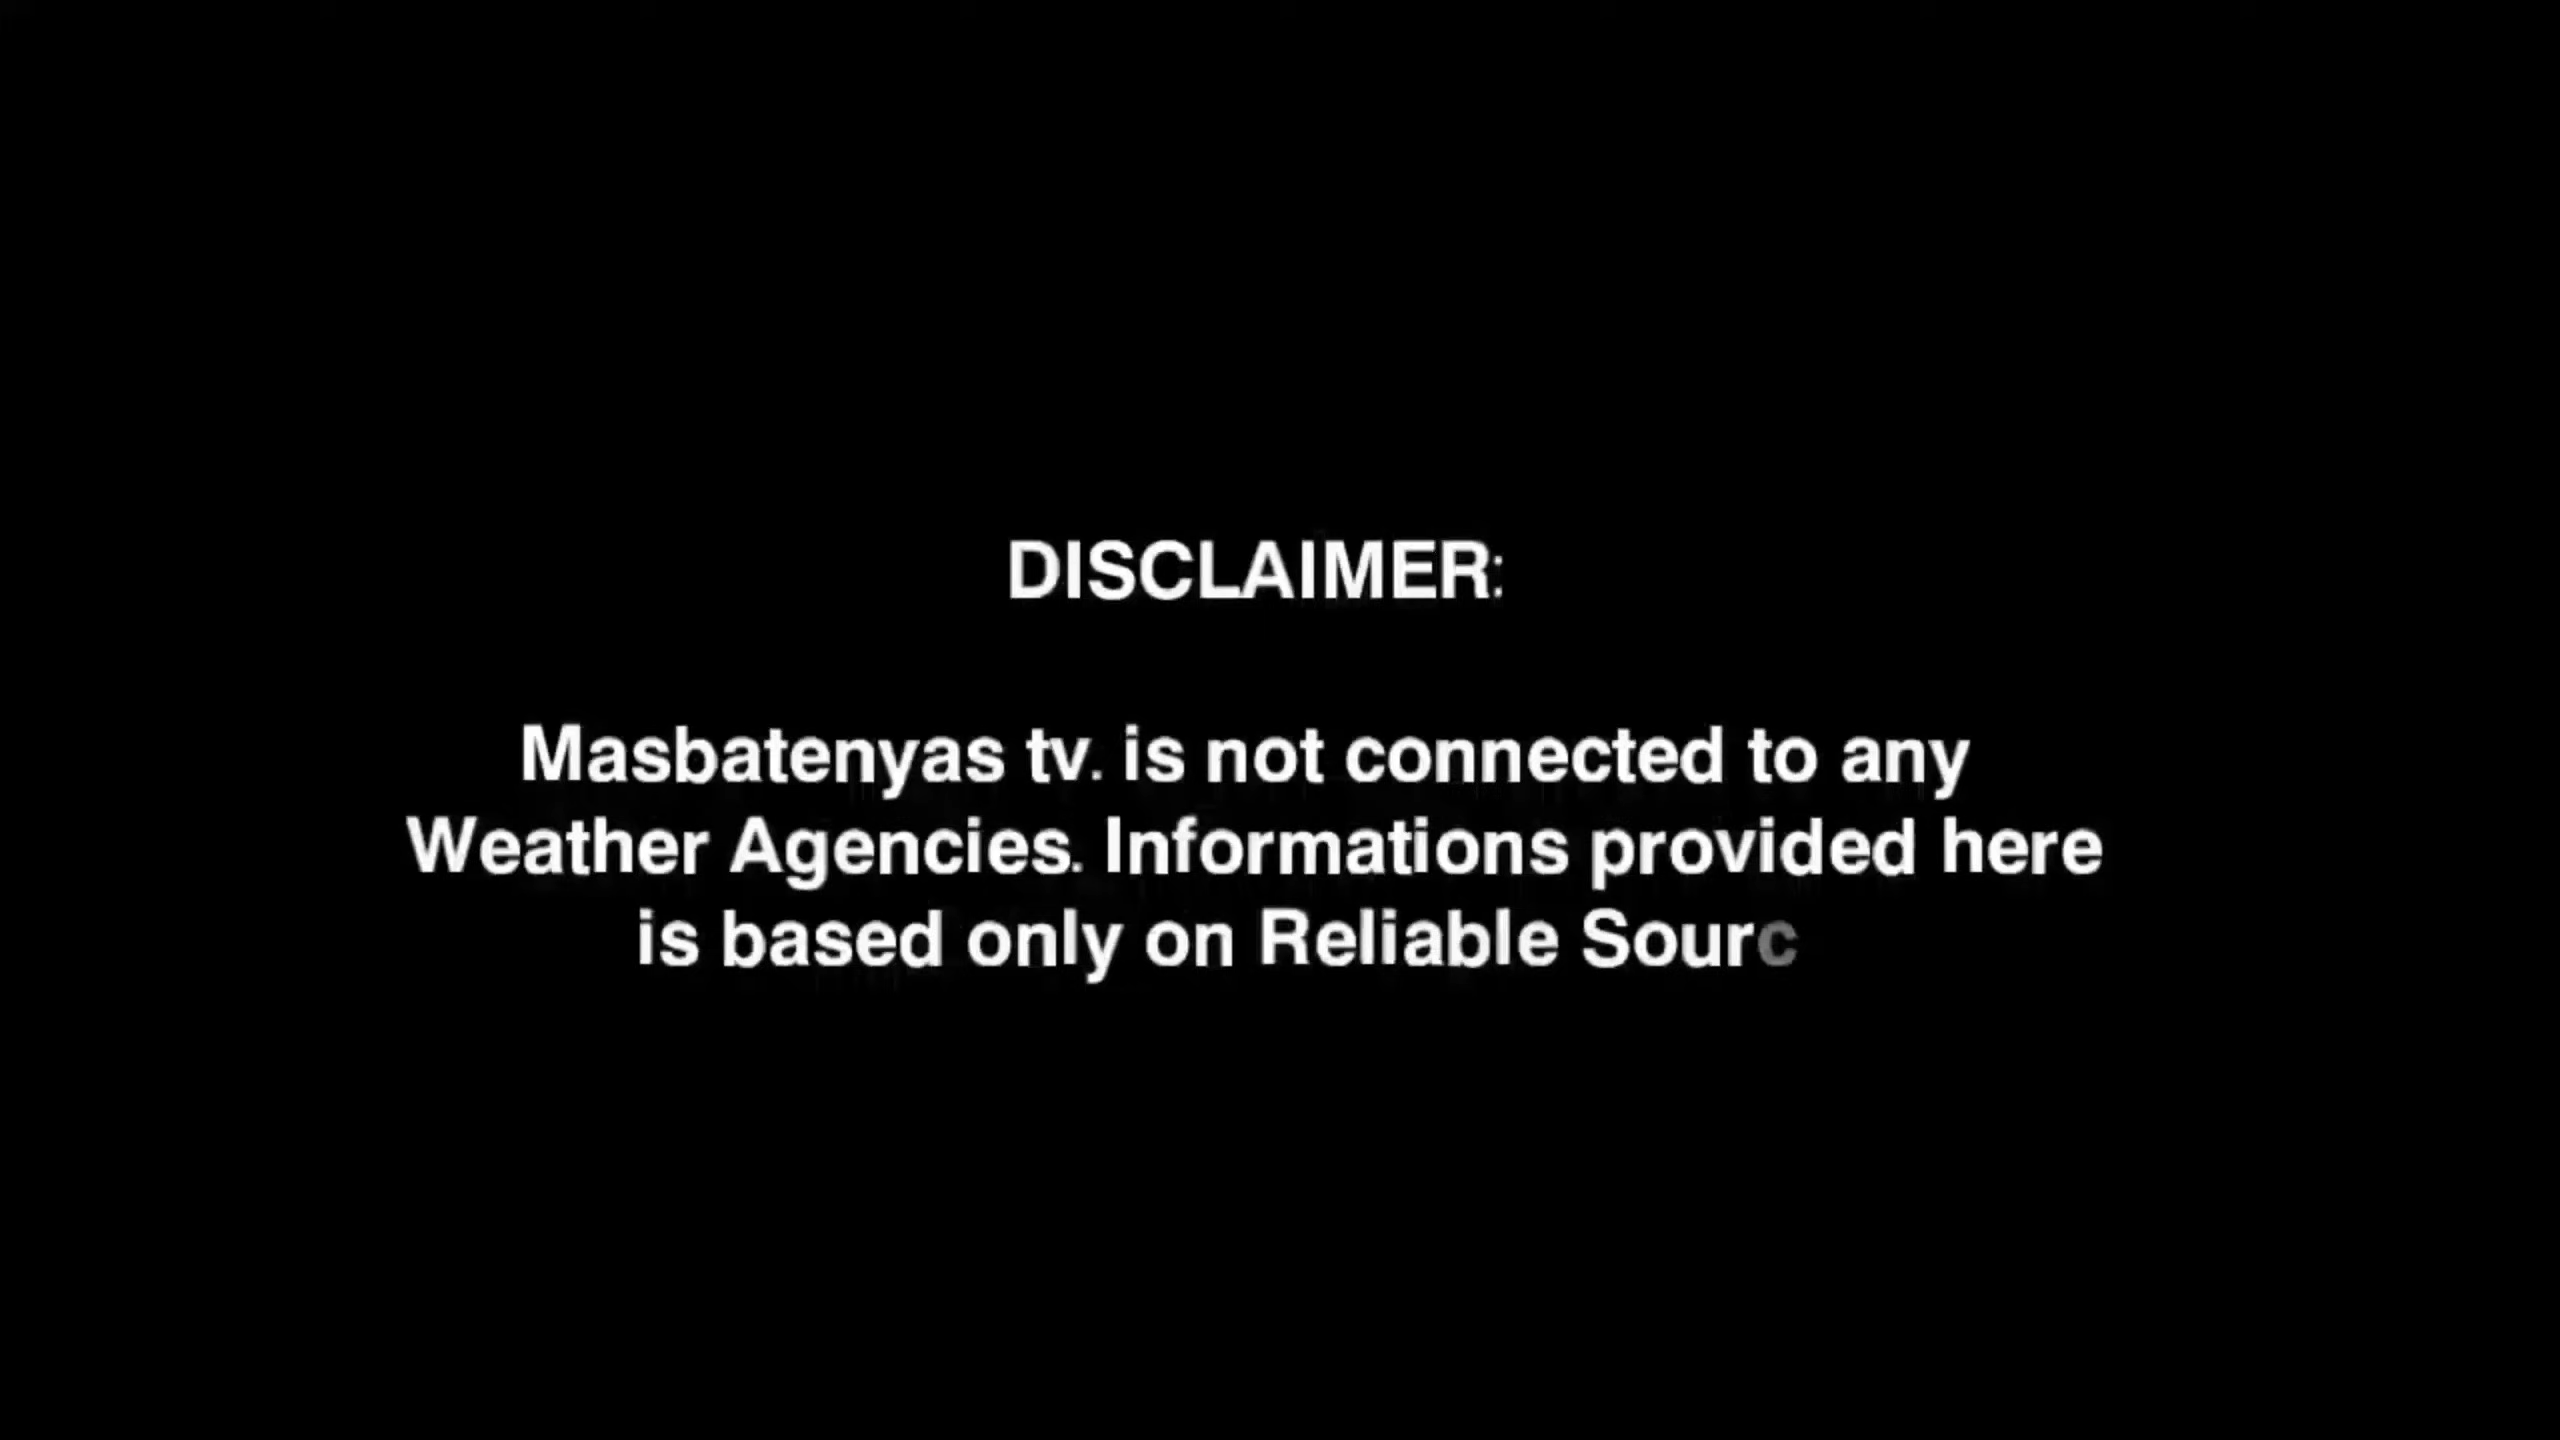 DISCLAIMER:
Masbatenyas tv. is not connected to any
Weather Agencies. Informations provided here
is based only on Reliable Sourc